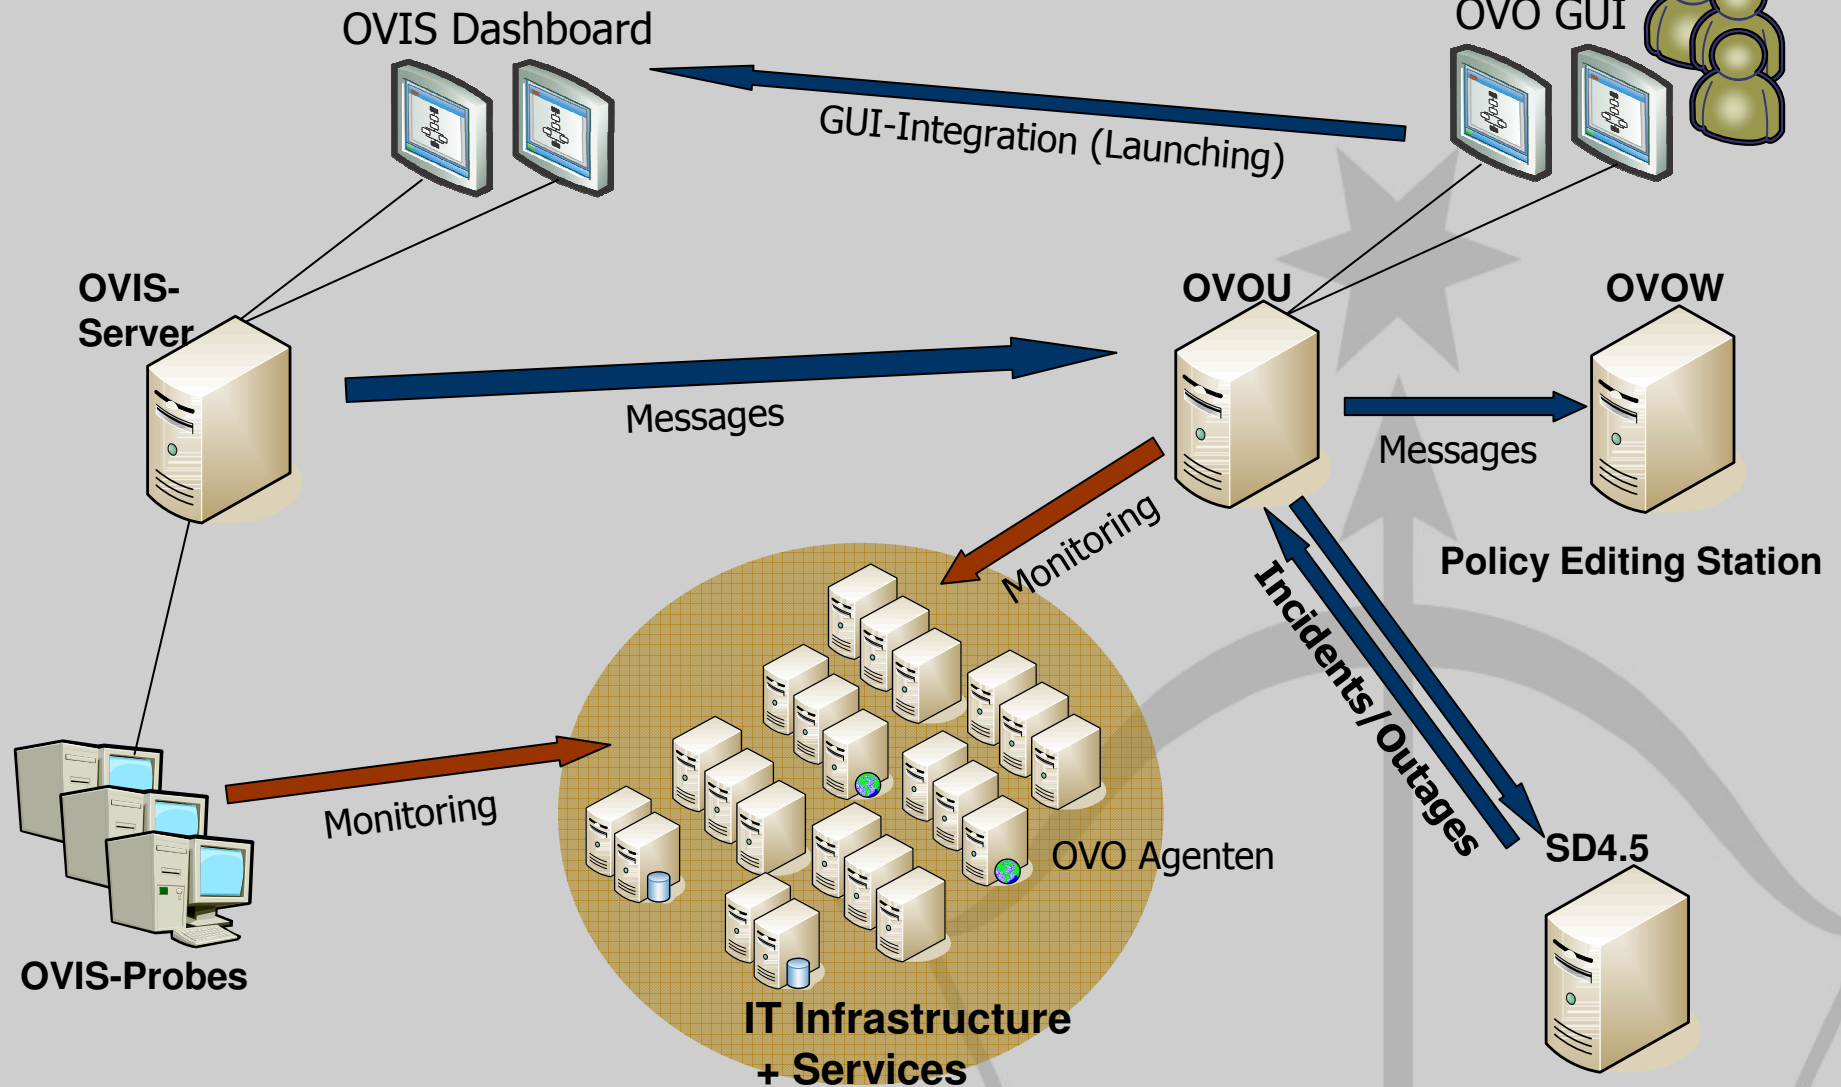 OVIS Dashboard
OVO GUI
GUI-Integration (Launching)
OVIS-
Server
OVOU
OVOW
Messages
Messages
Monitoring
Policy Editing Station
Incidents/Outages
Monitoring
OVO Agenten
SD4.5
OVIS-Probes
IT Infrastructure
+ Services